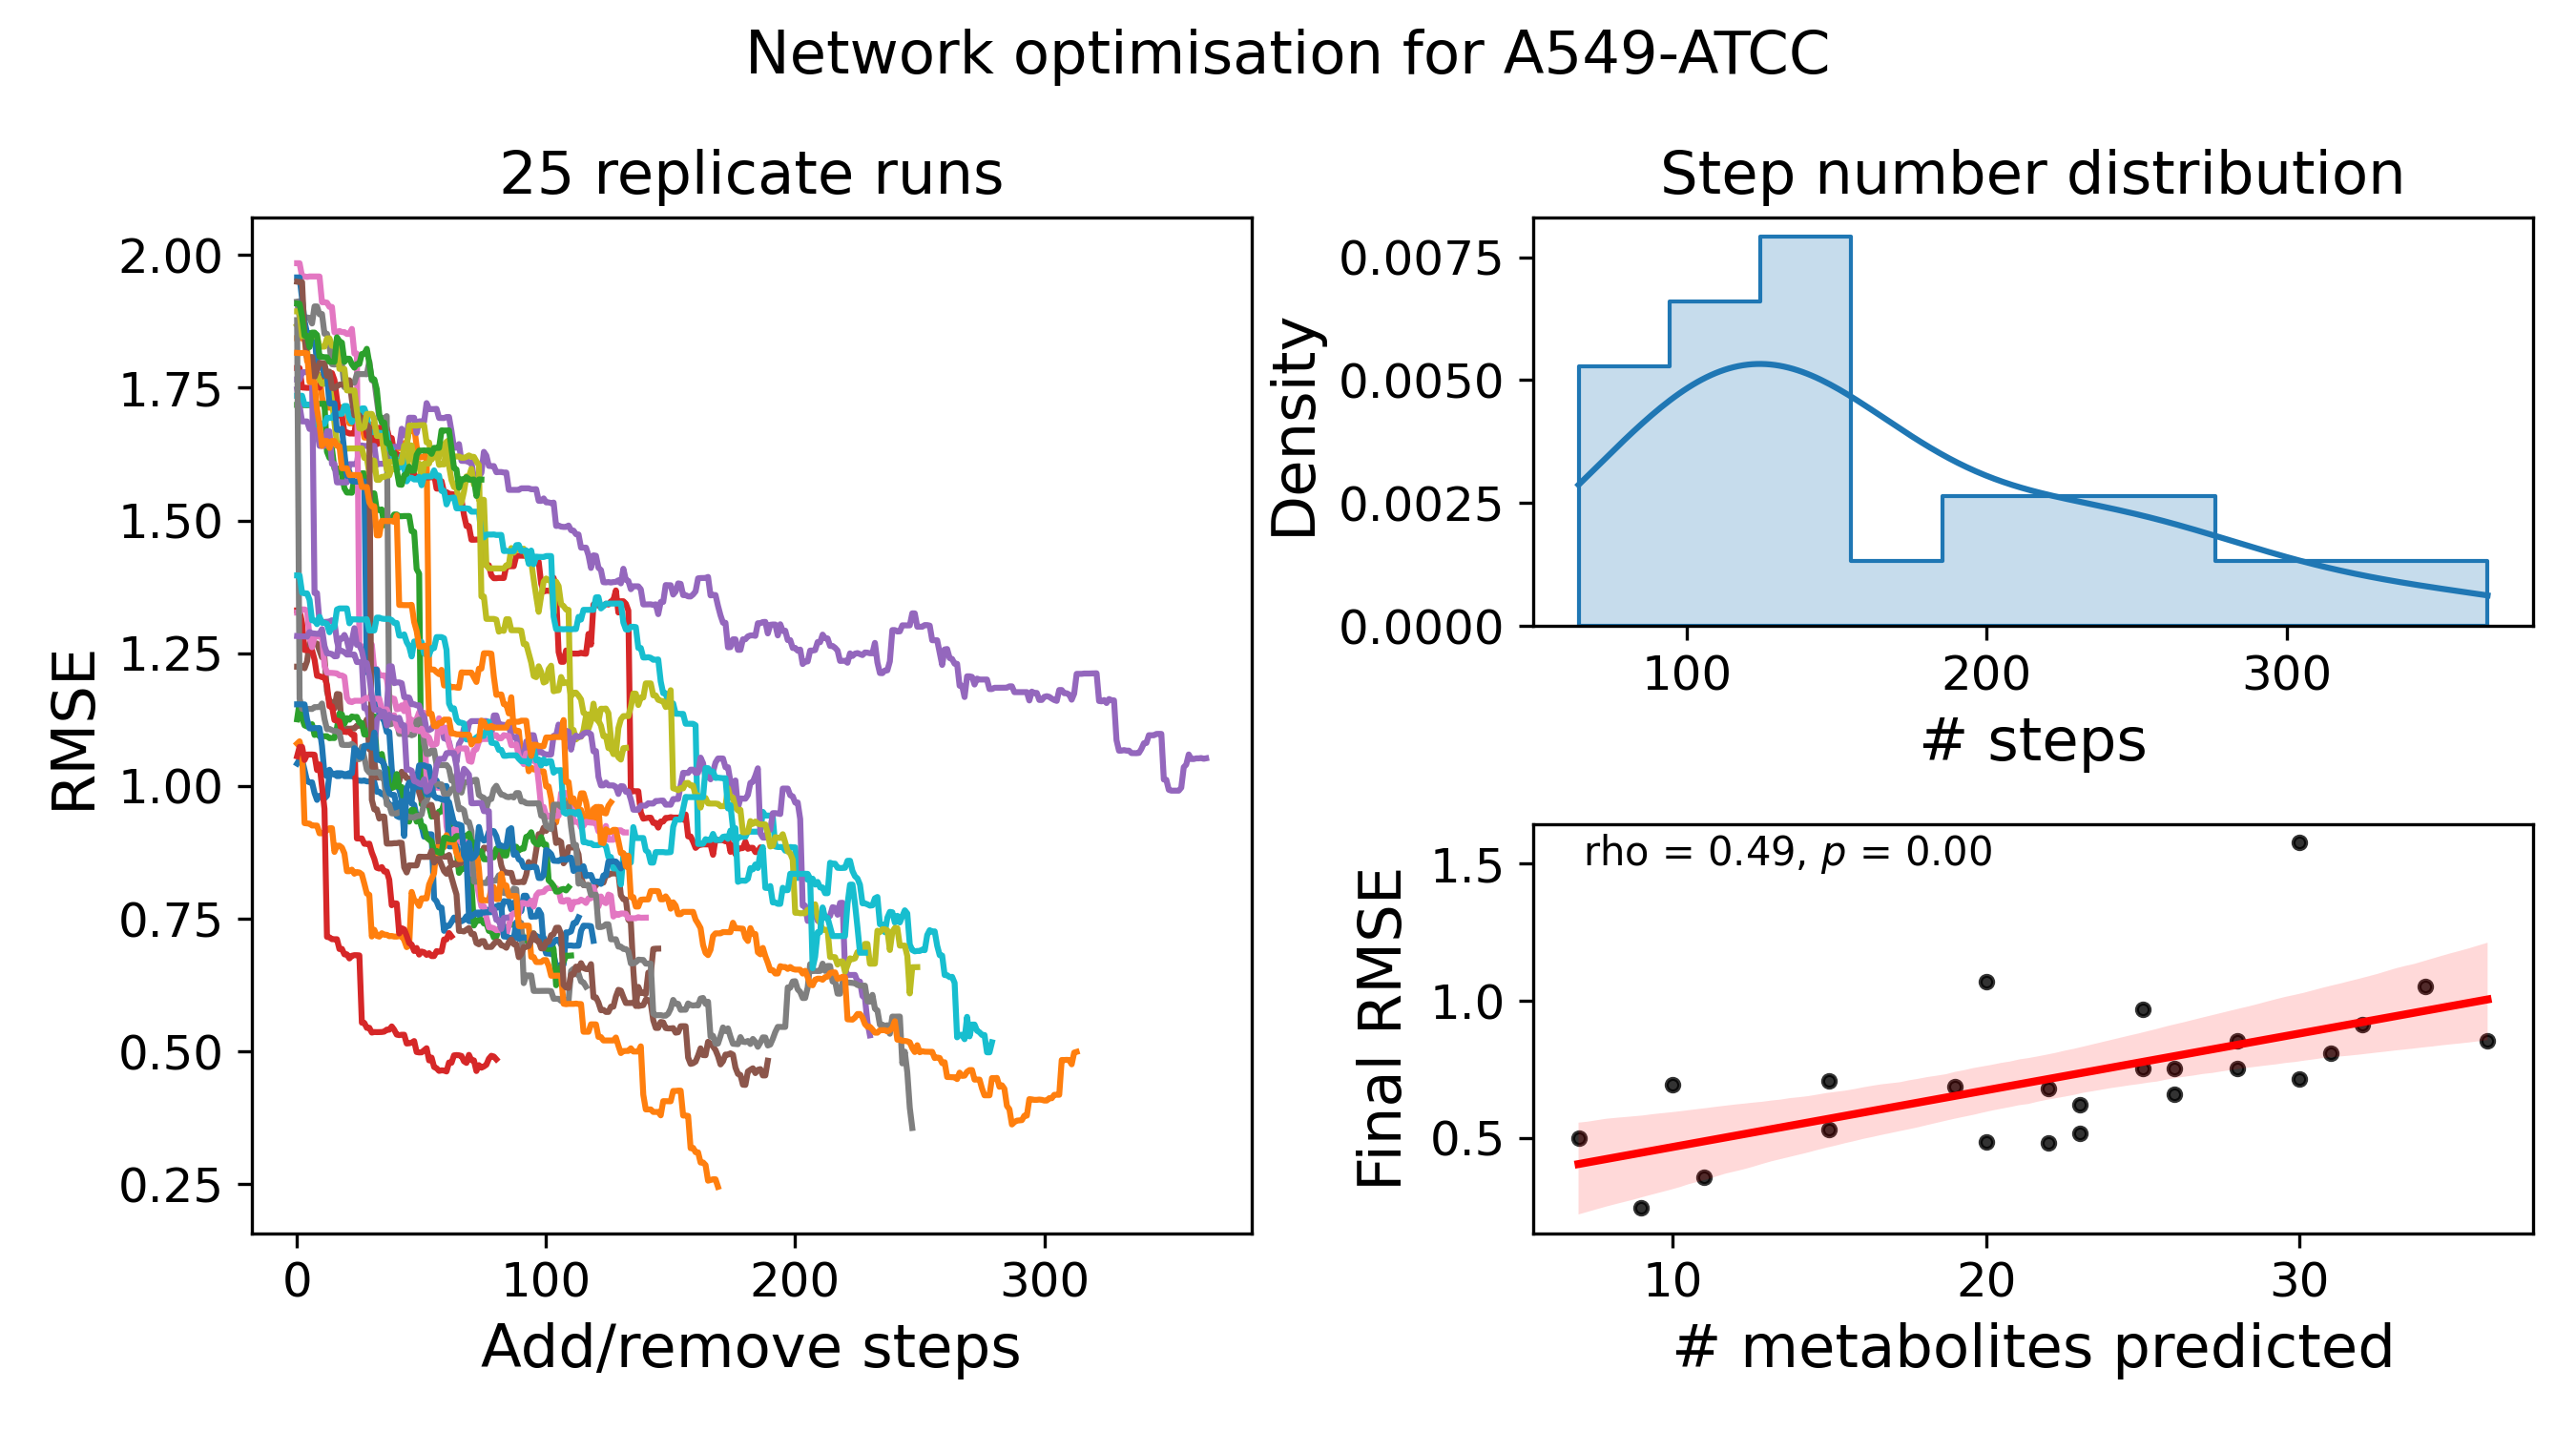 Network optimisation for A549-ATCC
25 replicate runs
RMSE
2.00
1.75
1.50
1.25
1.00
0.75
0.50
0.25
0 100 200 300
Add/remove steps
Step number distribution
Density
0.0075
0.0050
0.0025
0.0000
100 200 300
# steps
rho = 0.49, p = 0.00
Final RMSE
1.5
1.0
0.5
10 20 30
# metabolites predicted